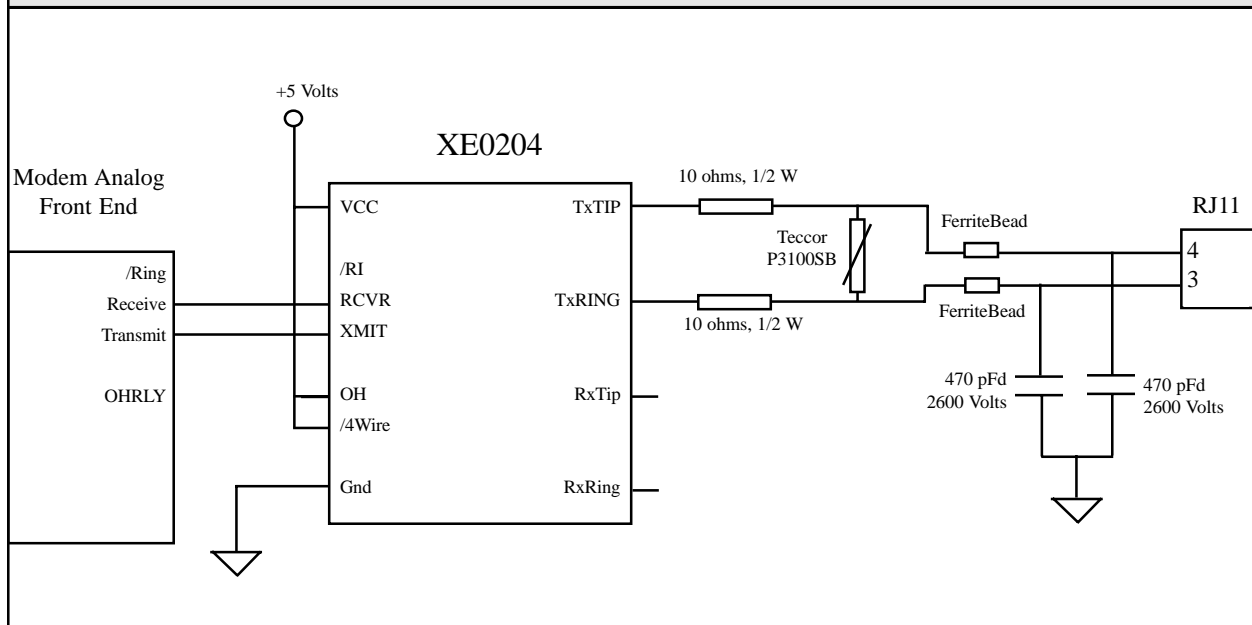 +5 Volts
XE0204
Modem Analog
Front End
/Ring
Receive
Transmit
OHRLY
VCC
/RI
RCVR
XMIT
OH
/4Wire
Gnd
TxTIP
TxRING
RxTip
RxRing
10 ohms, 1/2 W
Teccor
P3100SB
10 ohms, 1/2 W
FerriteBead
FerriteBead
RJ11
4
3
470 pFd
2600 Volts
470 pFd
2600 Volts